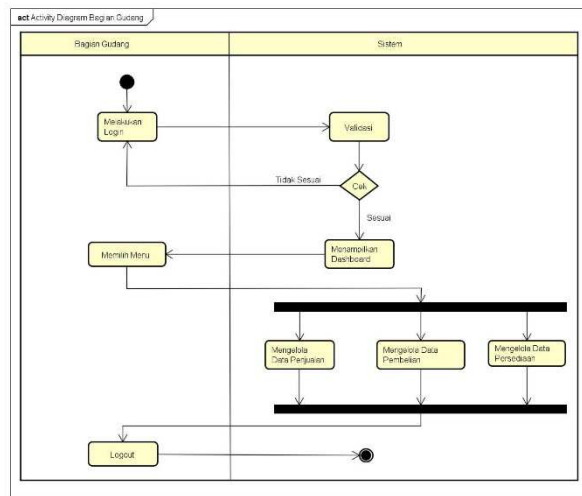 act Activity Diagram Bagian Gudang
Bagian Gudang
Sistem
Melakukan
Login
Validasi
Tidak Sesuai
Cek
Sesuai
Memilih Menu
Menampilkan
Dashboard
Mengelola
Data Penjualan
Mengelola Data
Pembelian
Mengelola Data
Persediaan
Logout